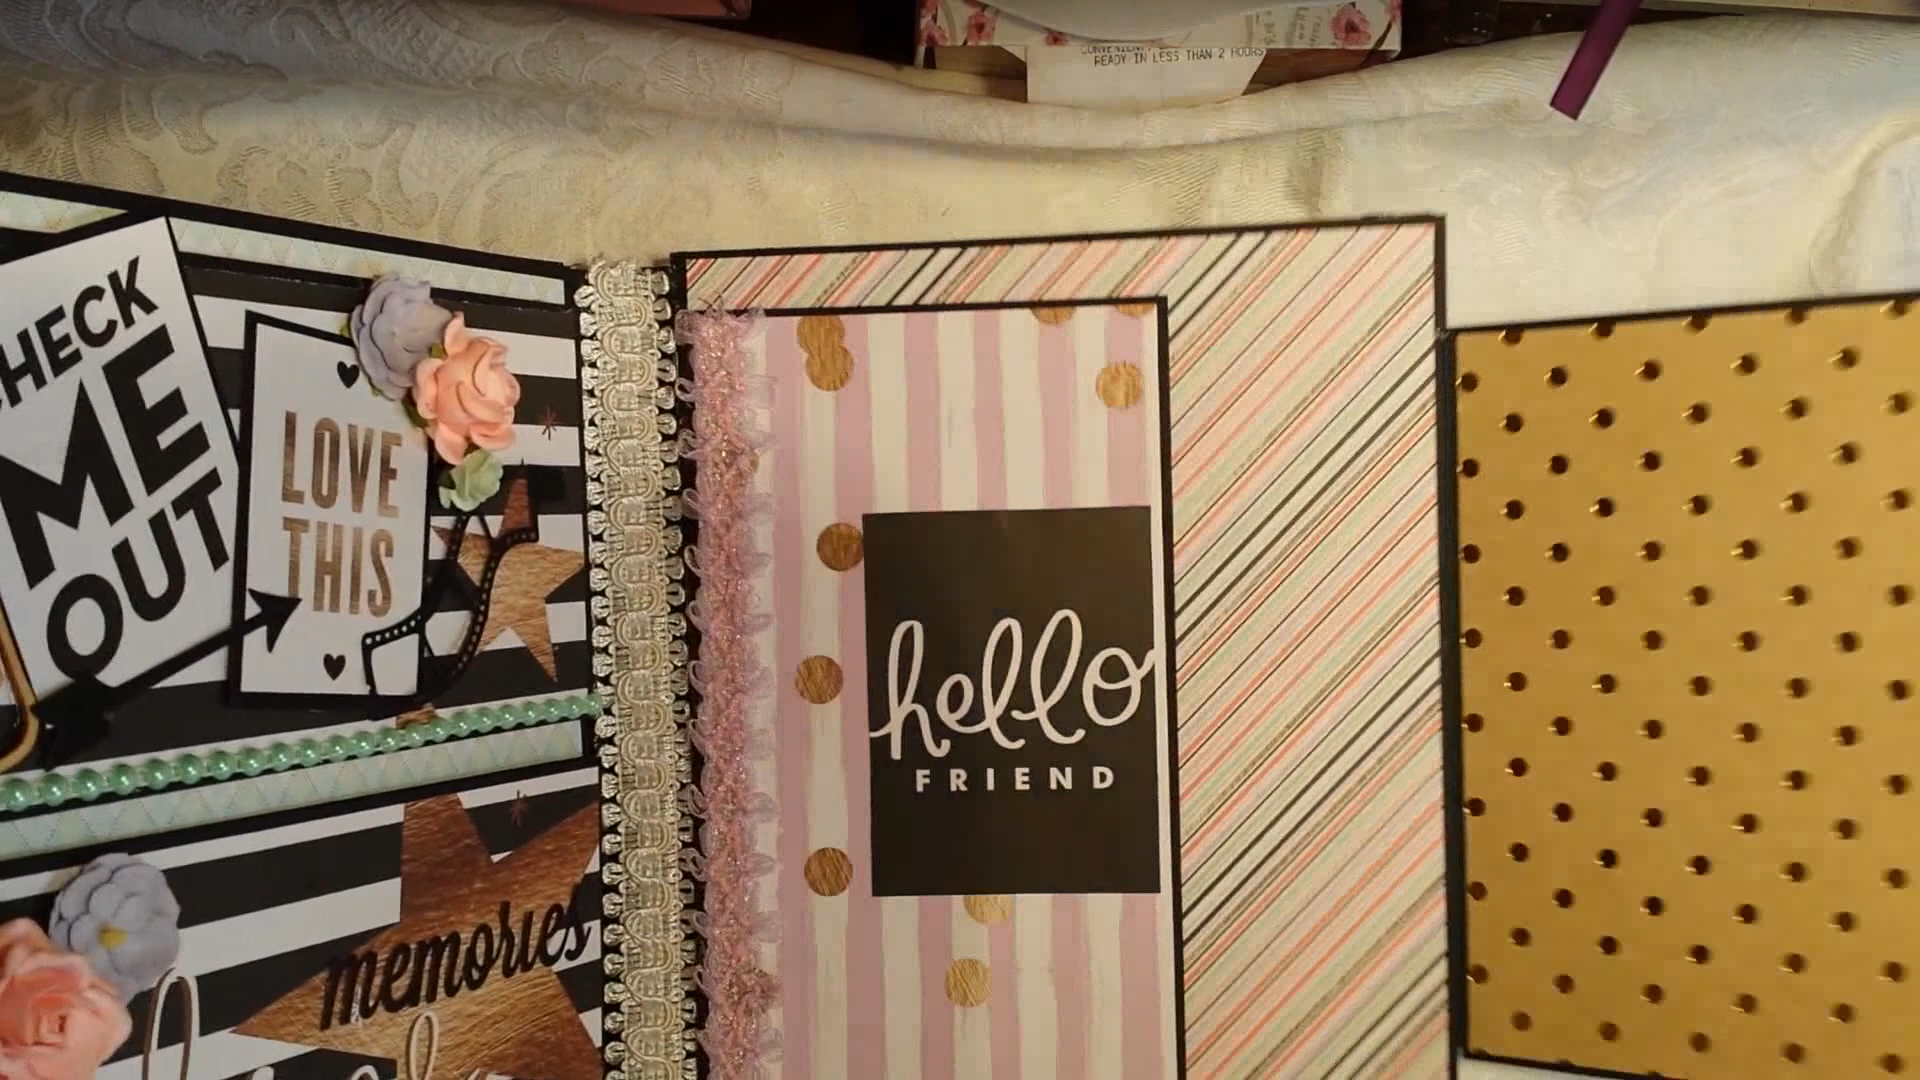 READY IN LESS THAN 2 HOURS
CHECK
ME
OUT
LOVE
THIS
memories
hello
FRIEND